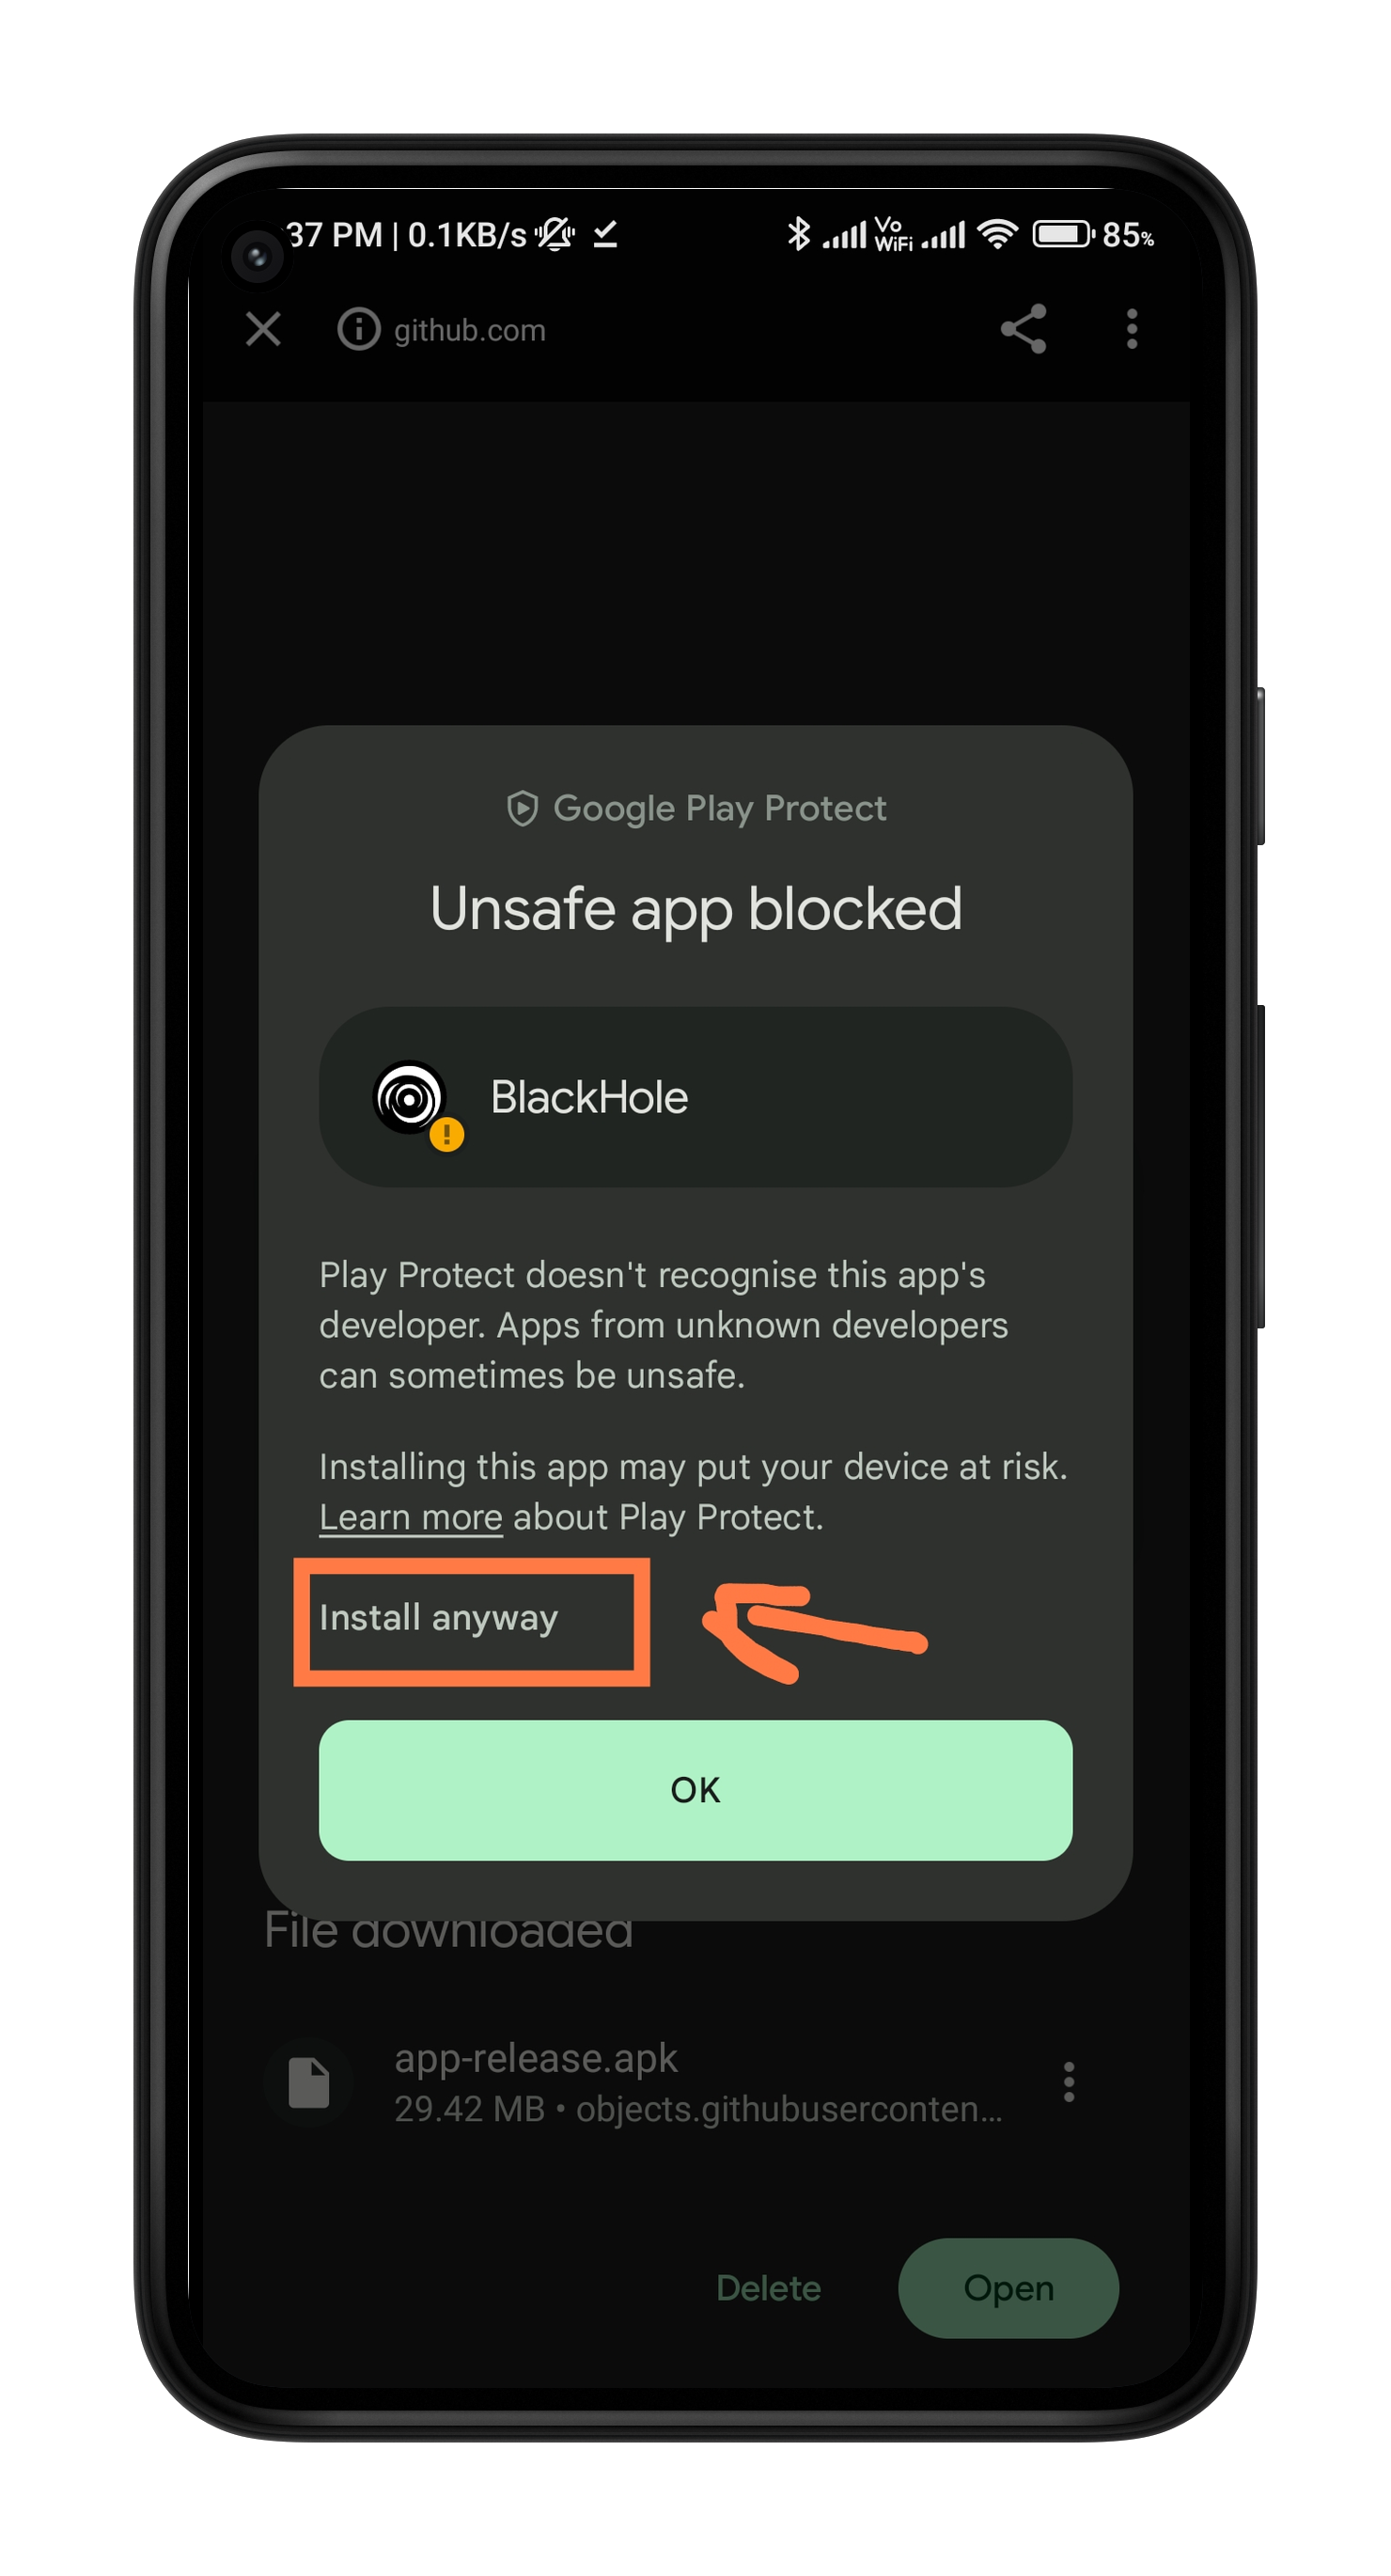 37 PM | 0.1KB/s
Vo
WiFi
85%
github.com
Google Play Protect
Unsafe app blocked
BlackHole
Play Protect doesn't recognise this app's
developer. Apps from unknown developers
can sometimes be unsafe.
Installing this app may put your device at risk.
Learn more about Play Protect.
Install anyway
OK
File downloaded
app-release.apk
29.42 MB • objects.githubuserconten...
Delete
Open